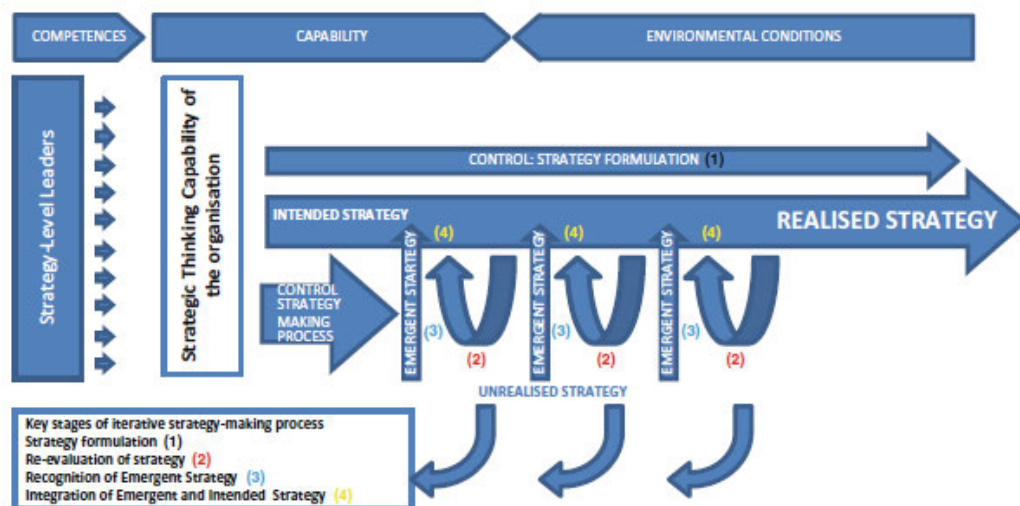 COMPETENCES
CAPABILITY
ENVIRONMENTAL CONDITIONS
Strategy-Level Leaders
Strategic Thinking Capability of
the organisation
CONTROL: STRATEGY FORMULATION (1)
INTENDED STRATEGY
REALISED STRATEGY
CONTROL
STRATEGY
MAKING
PROCESS
EMERGENT STARTEGY
(4)
(3)
(2)
EMERGENT STRATEGY
(4)
(3)
(2)
EMERGENT STRATEGY
(4)
(3)
(2)
UNREALISED STRATEGY
Key stages of iterative strategy-making process
Strategy formulation (1)
Re-evaluation of strategy (2)
Recognition of Emergent Strategy (3)
Integration of Emergent and Intended Strategy (4)